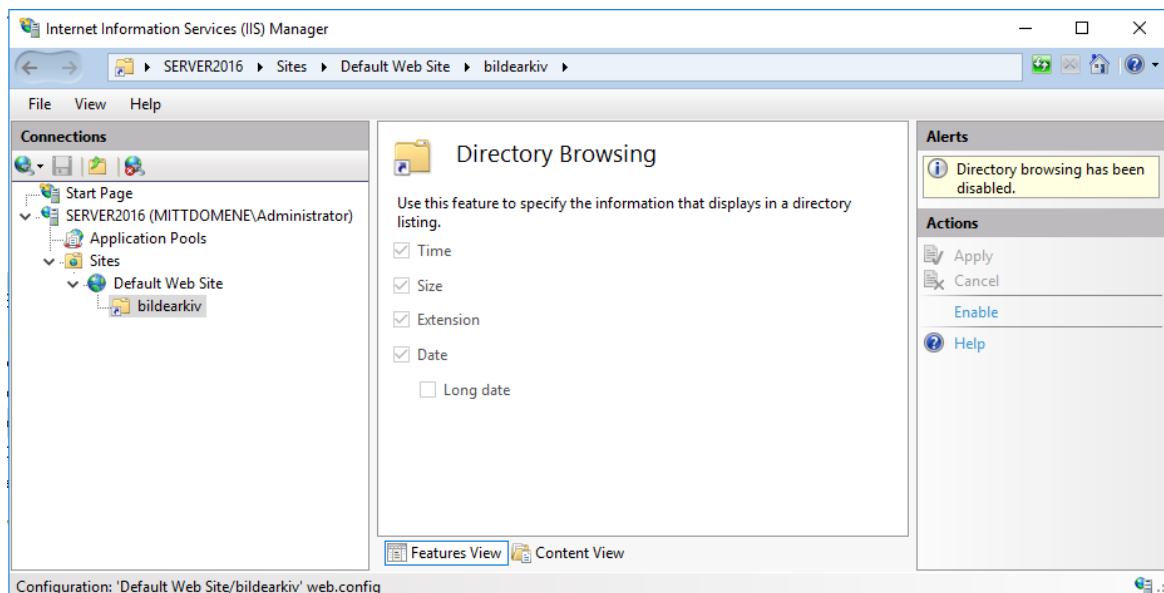 Internet Information Services (IIS) Manager
SERVER2016 Sites Default Web Site bildearkiv
File View Help
Connections
Start Page
SERVER2016 (MITTDOMENE\Administrator)
Application Pools
Sites
Default Web Site
bildearkiv
Directory Browsing
Use this feature to specify the information that displays in a directory
listing.
Time
Size
Extension
Date
Long date
Features View Content View
Alerts
Directory browsing has been
disabled.
Actions
Apply
Cancel
Enable
Help
Configuration: 'Default Web Site/bildearkiv' web.config